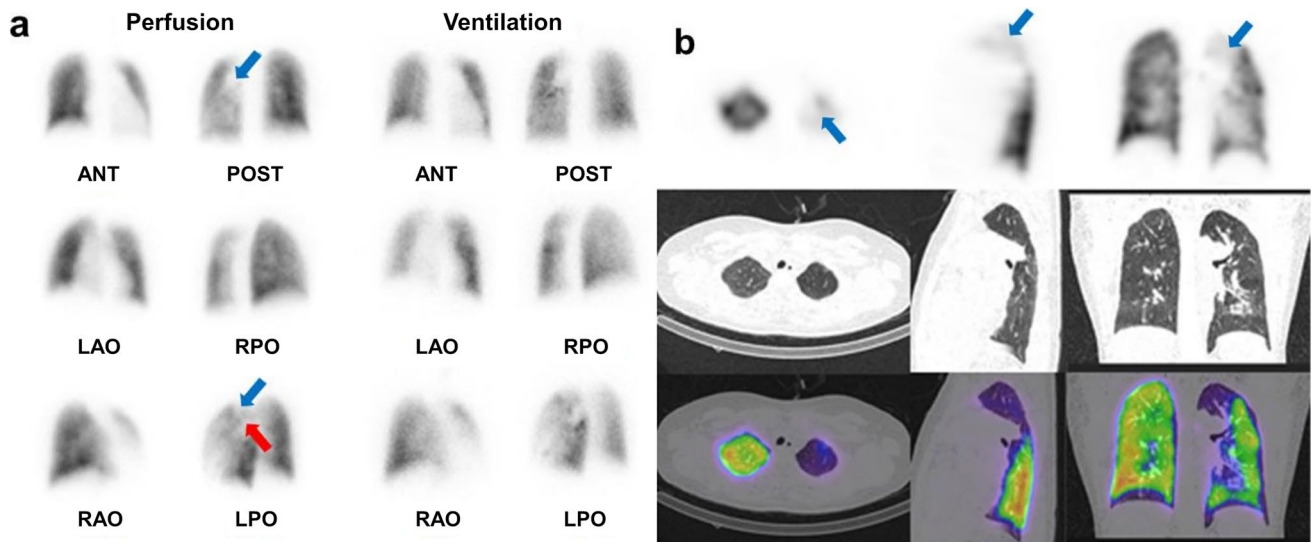 a
Perfusion
Ventilation
b
ANT
POST
ANT
POST
LAO
RPO
LAO
RPO
RAO
LPO
RAO
LPO